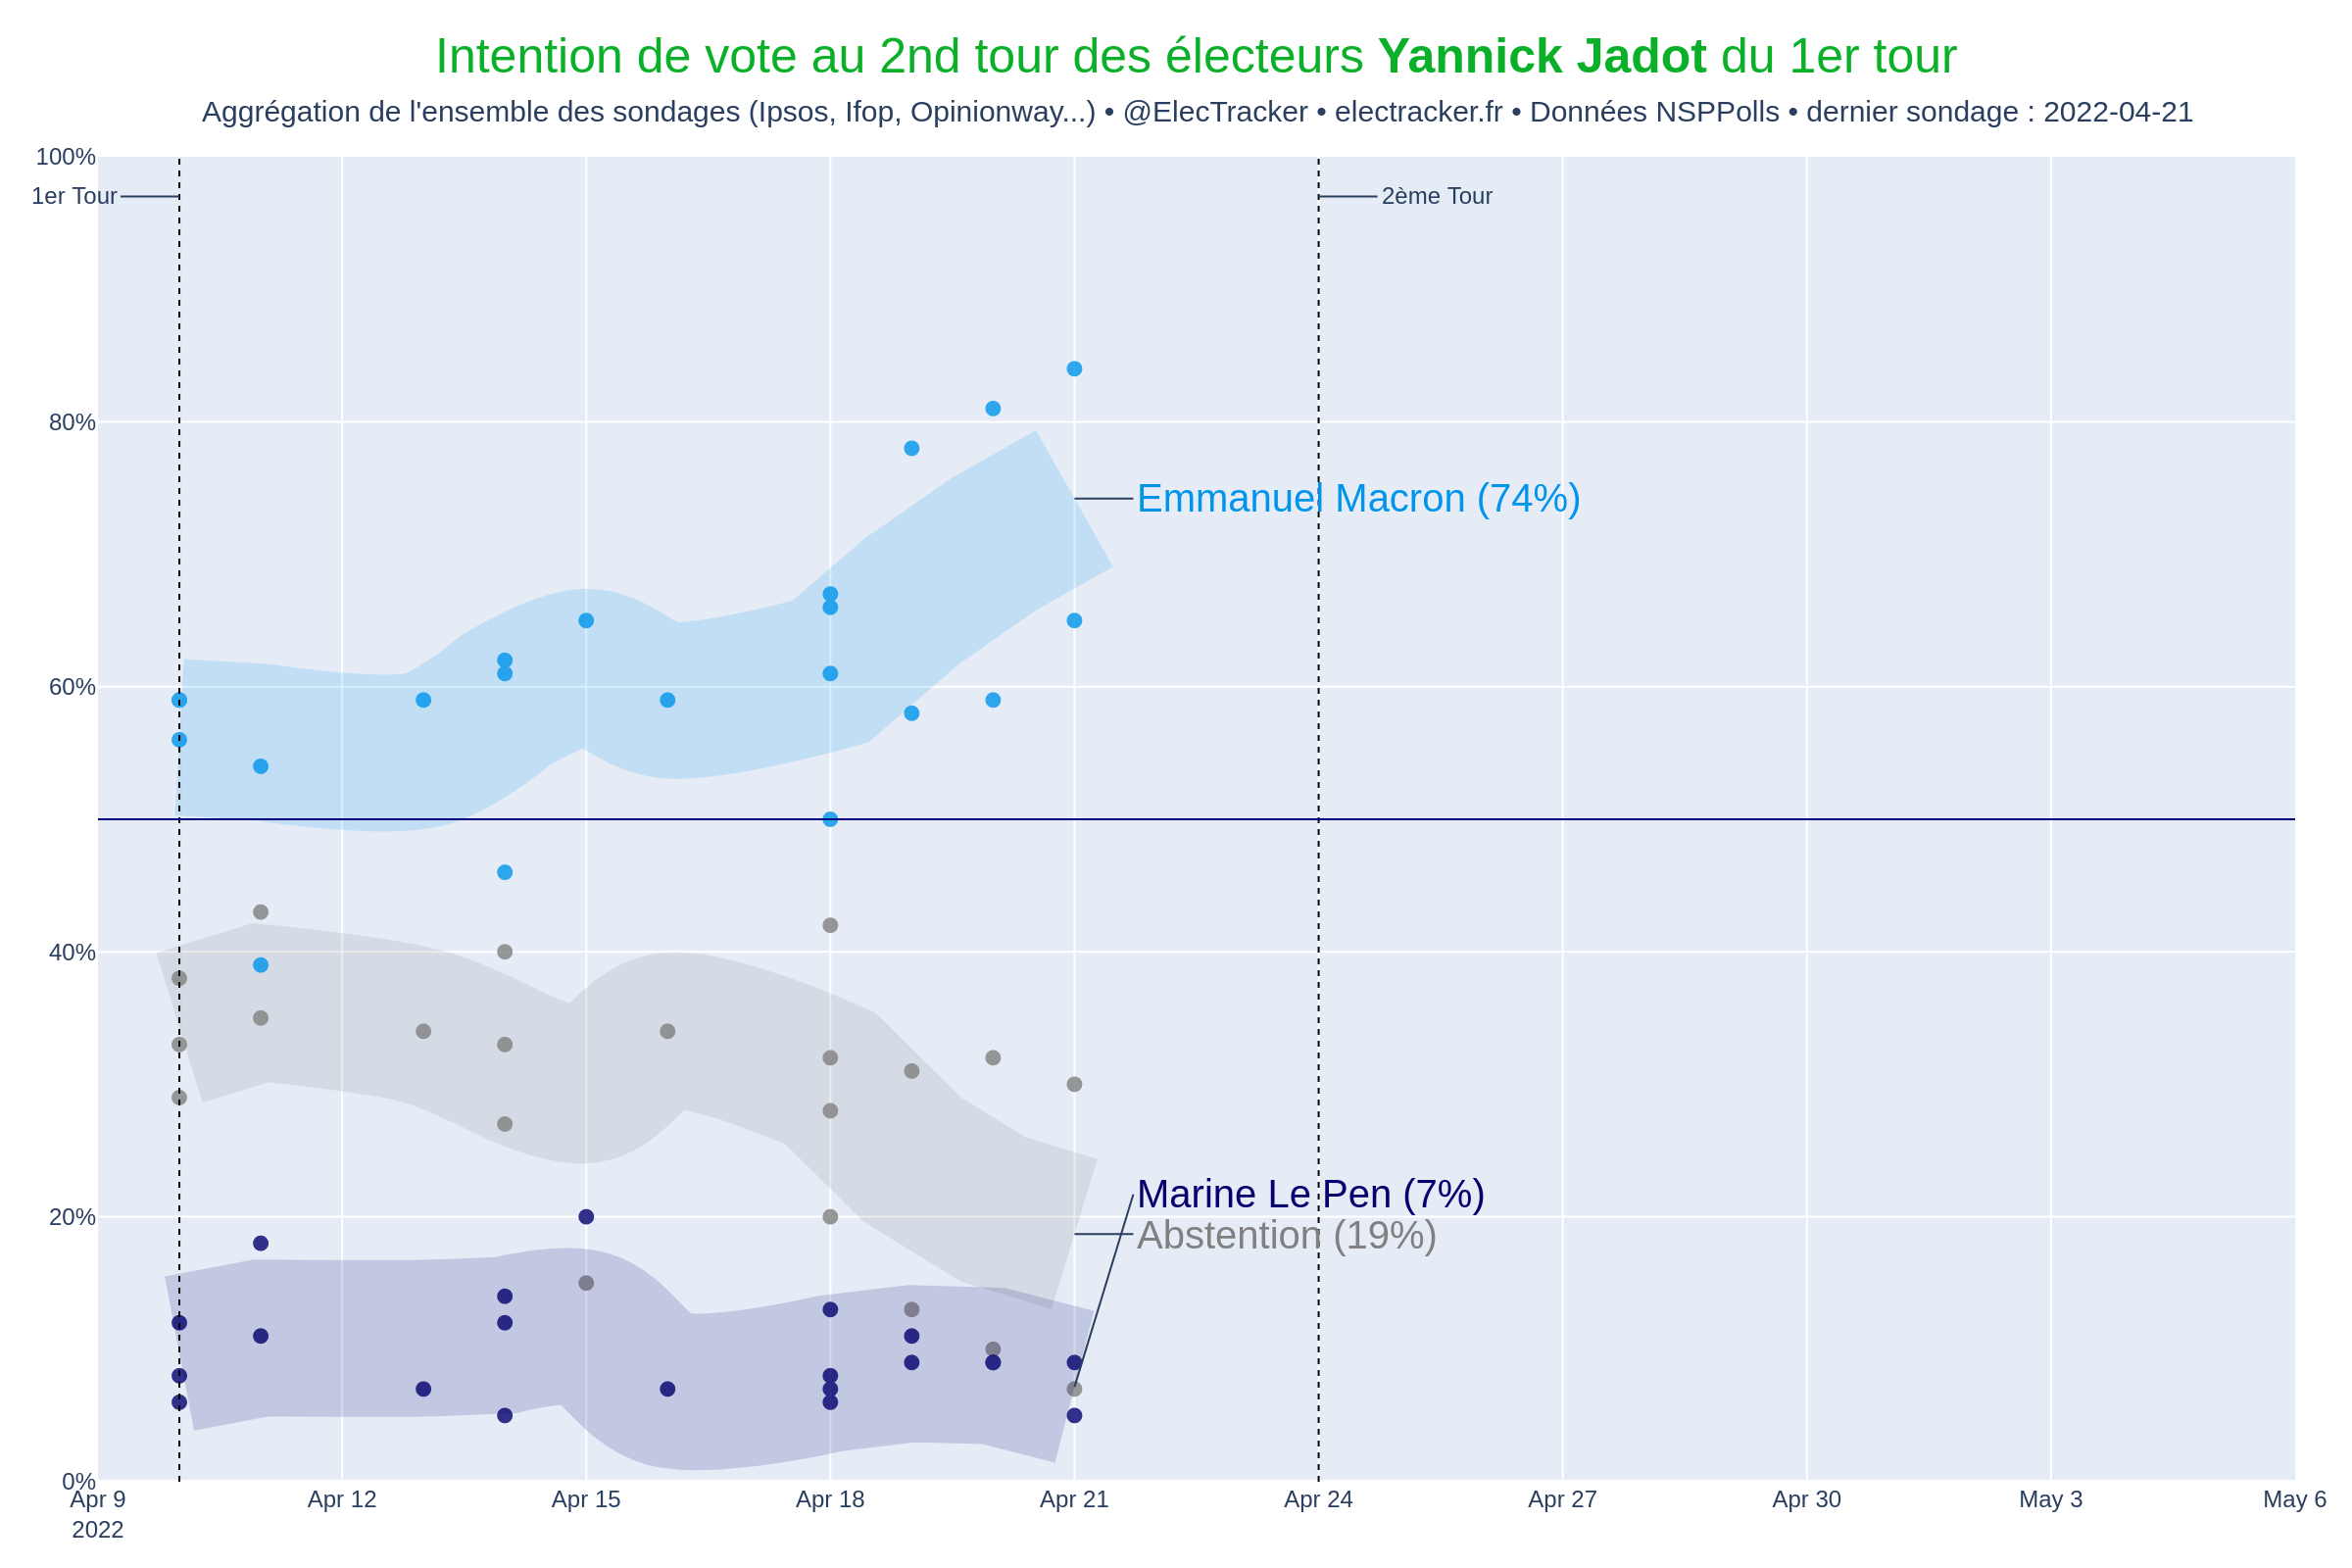 Intention de vote au 2nd tour des électeurs Yannick Jadot du 1er tour
Aggrégation de l'ensemble des sondages (Ipsos, Ifop, Opinionway...) • @ElecTracker • electracker.fr • Données NSPPolls • dernier sondage : 2022-04-21
100%
1er Tour
2ème Tour
80%
Emmanuel Macron (74%)
60%
40%
Marine Le Pen (7%)
20%
Abstention (19%)
0%
Apr 9 Apr 12 Apr 15 Apr 18 Apr 21 Apr 24 Apr 27 Apr 30 May 3 May 6
2022